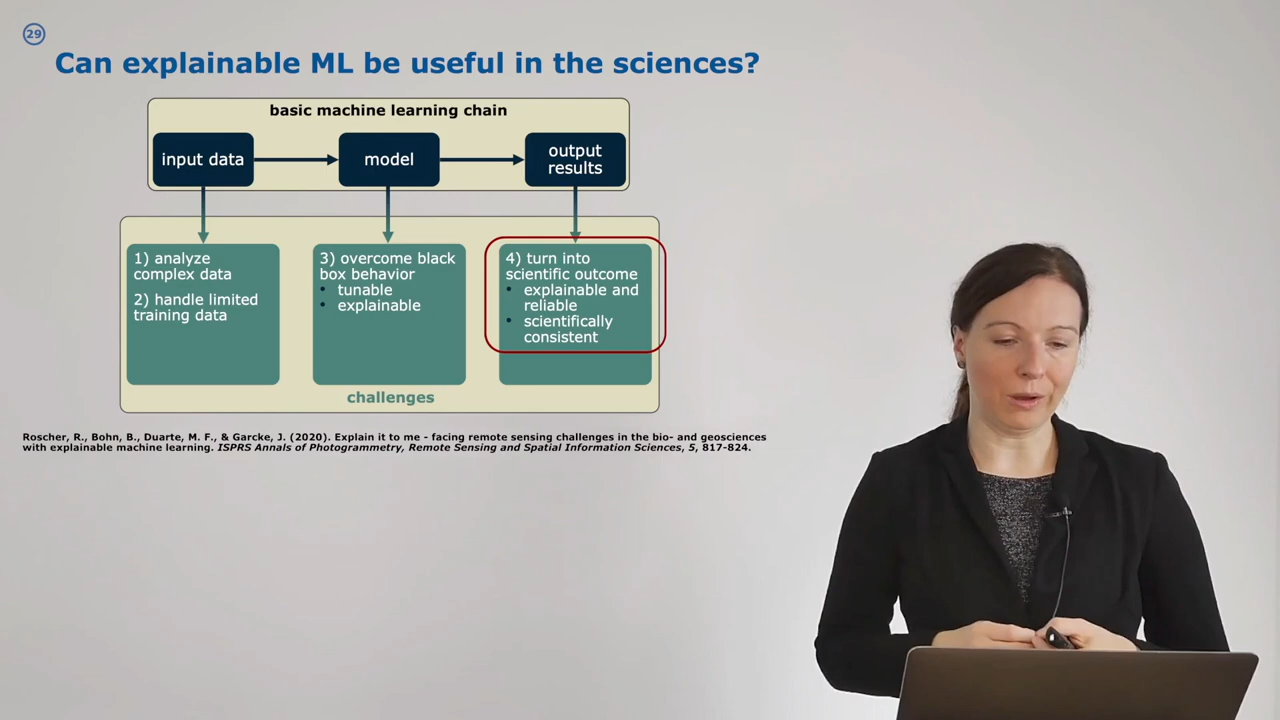 29
Can explainable ML be useful in the sciences?
basic machine learning chain
input data
model
output
results
1) analyze
complex data
2) handle limited
training data
3) overcome black
box behavior
• tunable
• explainable
4) turn into
scientific outcome
• explainable and
reliable
• scientifically
consistent
challenges
Roscher, R., Bohn, B., Duarte, M. F., & Garcke, J. (2020). Explain it to me - facing remote sensing challenges in the bio- and geosciences
with explainable machine learning. ISPRS Annals of Photogrammetry, Remote Sensing and Spatial Information Sciences, 5, 817-824.